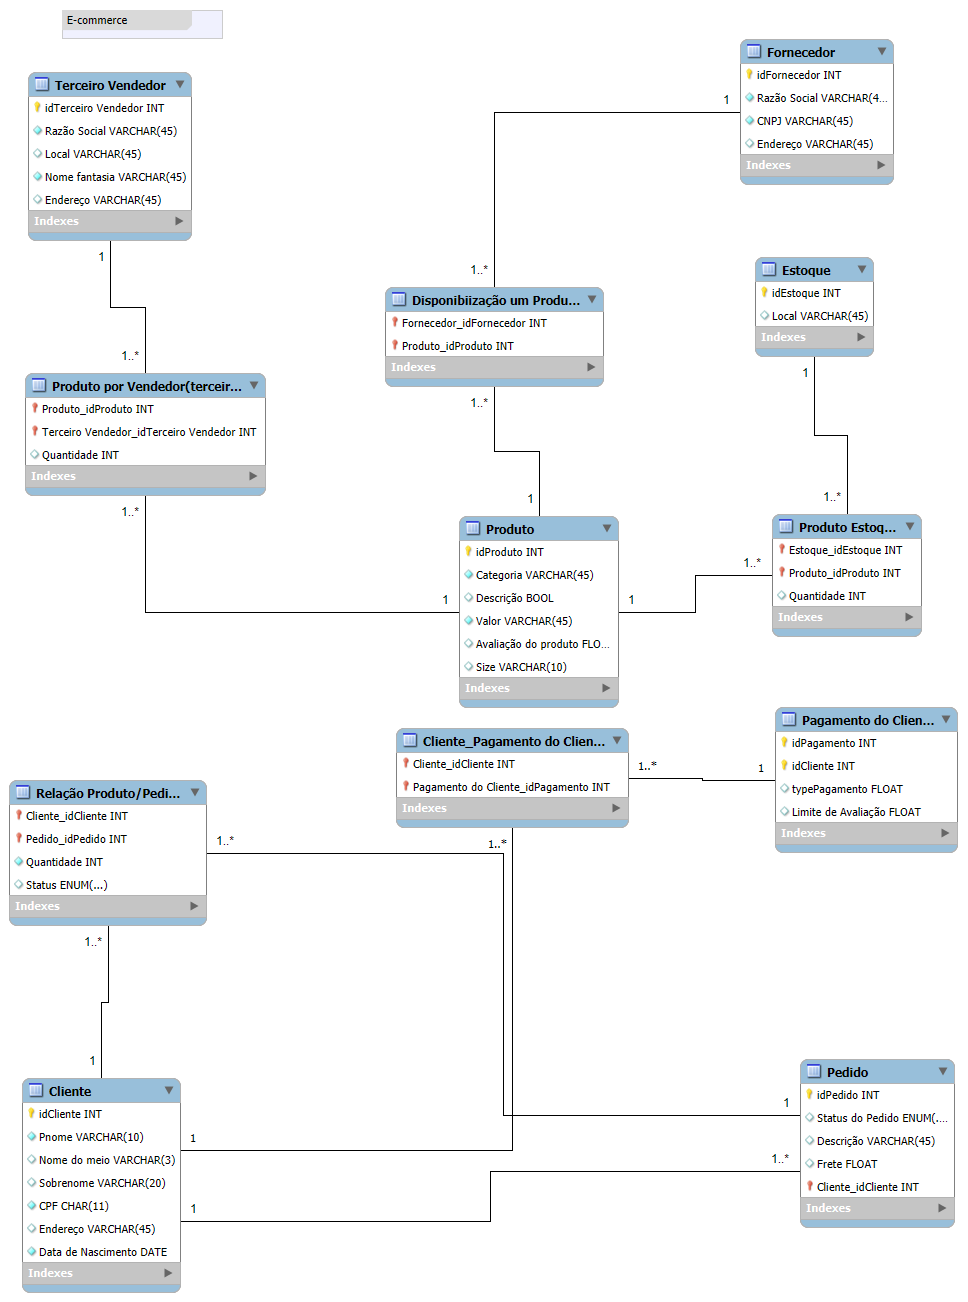 E-commerce
Terceiro Vendedor
idTerceiro Vendedor INT
Razão Social VARCHAR(45)
Local VARCHAR(45)
Nome fantasia VARCHAR(45)
Endereço VARCHAR(45)
Indexes
1
1..*
Fornecedor
idFornecedor INT
Razão Social VARCHAR(4...
CNPJ VARCHAR(45)
Endereço VARCHAR(45)
Indexes
1
1..*
Disponibiização um Produ...
Fornecedor_idFornecedor INT
Produto_idProduto INT
Indexes
1..*
1
Estoque
idEstoque INT
Local VARCHAR(45)
Indexes
1
1..*
Produto por Vendedor(terceir...
Produto_idProduto INT
Terceiro Vendedor_idTerceiro Vendedor INT
Quantidade INT
Indexes
1..*
1
Produto
idProduto INT
Categoria VARCHAR(45)
Descrição BOOL
Valor VARCHAR(45)
Avaliação do produto FLO...
Size VARCHAR(10)
Indexes
1
1..*
Produto Estoq...
Estoque_idEstoque INT
Produto_idProduto INT
Quantidade INT
Indexes
Cliente_Pagamento do Clien...
Cliente_idCliente INT
Pagamento do Cliente_idPagamento INT
Indexes
1..*
1
1..*
Pagamento do Clien...
idPagamento INT
idCliente INT
typePagamento FLOAT
Limite de Avaliação FLOAT
Indexes
Relação Produto/Pedi...
Cliente_idCliente INT
Pedido_idPedido INT
Quantidade INT
Status ENUM(...)
Indexes
1..*
1..*
1
Cliente
idCliente INT
Pnome VARCHAR(10)
Nome do meio VARCHAR(3)
Sobrenome VARCHAR(20)
CPF CHAR(11)
Endereço VARCHAR(45)
Data de Nascimento DATE
Indexes
1
1
1
1..*
Pedido
idPedido INT
Status do Pedido ENUM(....
Descrição VARCHAR(45)
Frete FLOAT
Cliente_idCliente INT
Indexes